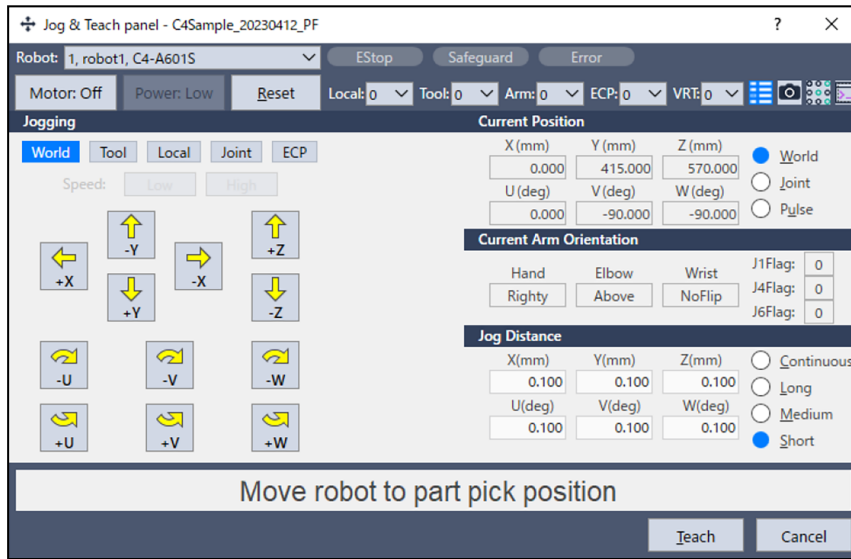 Jog & Teach panel - C4Sample_20230412_PF ? ×
Robot: 1, robot1, C4-A601S EStop Safeguard Error
Motor: Off Power: Low Reset Local: 0 Tool: 0 Arm: 0 ECP: 0 VRT: 0
Jogging
World Tool Local Joint ECP
Speed: Low High
-Y +Z
+X -X
+Y -Z
-U -V -W
+U +V +W
Current Position
X (mm) Y (mm) Z (mm)
0.000 415.000 570.000 World
U (deg) V (deg) W (deg) Joint
0.000 -90.000 -90.000 Pulse
Current Arm Orientation
Hand Elbow Wrist J1Flag: 0
Righty Above NoFlip J4Flag: 0
J6Flag: 0
Jog Distance
X(mm) Y(mm) Z(mm) Continuous
0.100 0.100 0.100 Long
U(deg) V(deg) W(deg) Medium
0.100 0.100 0.100 Short
Move robot to part pick position
Teach Cancel